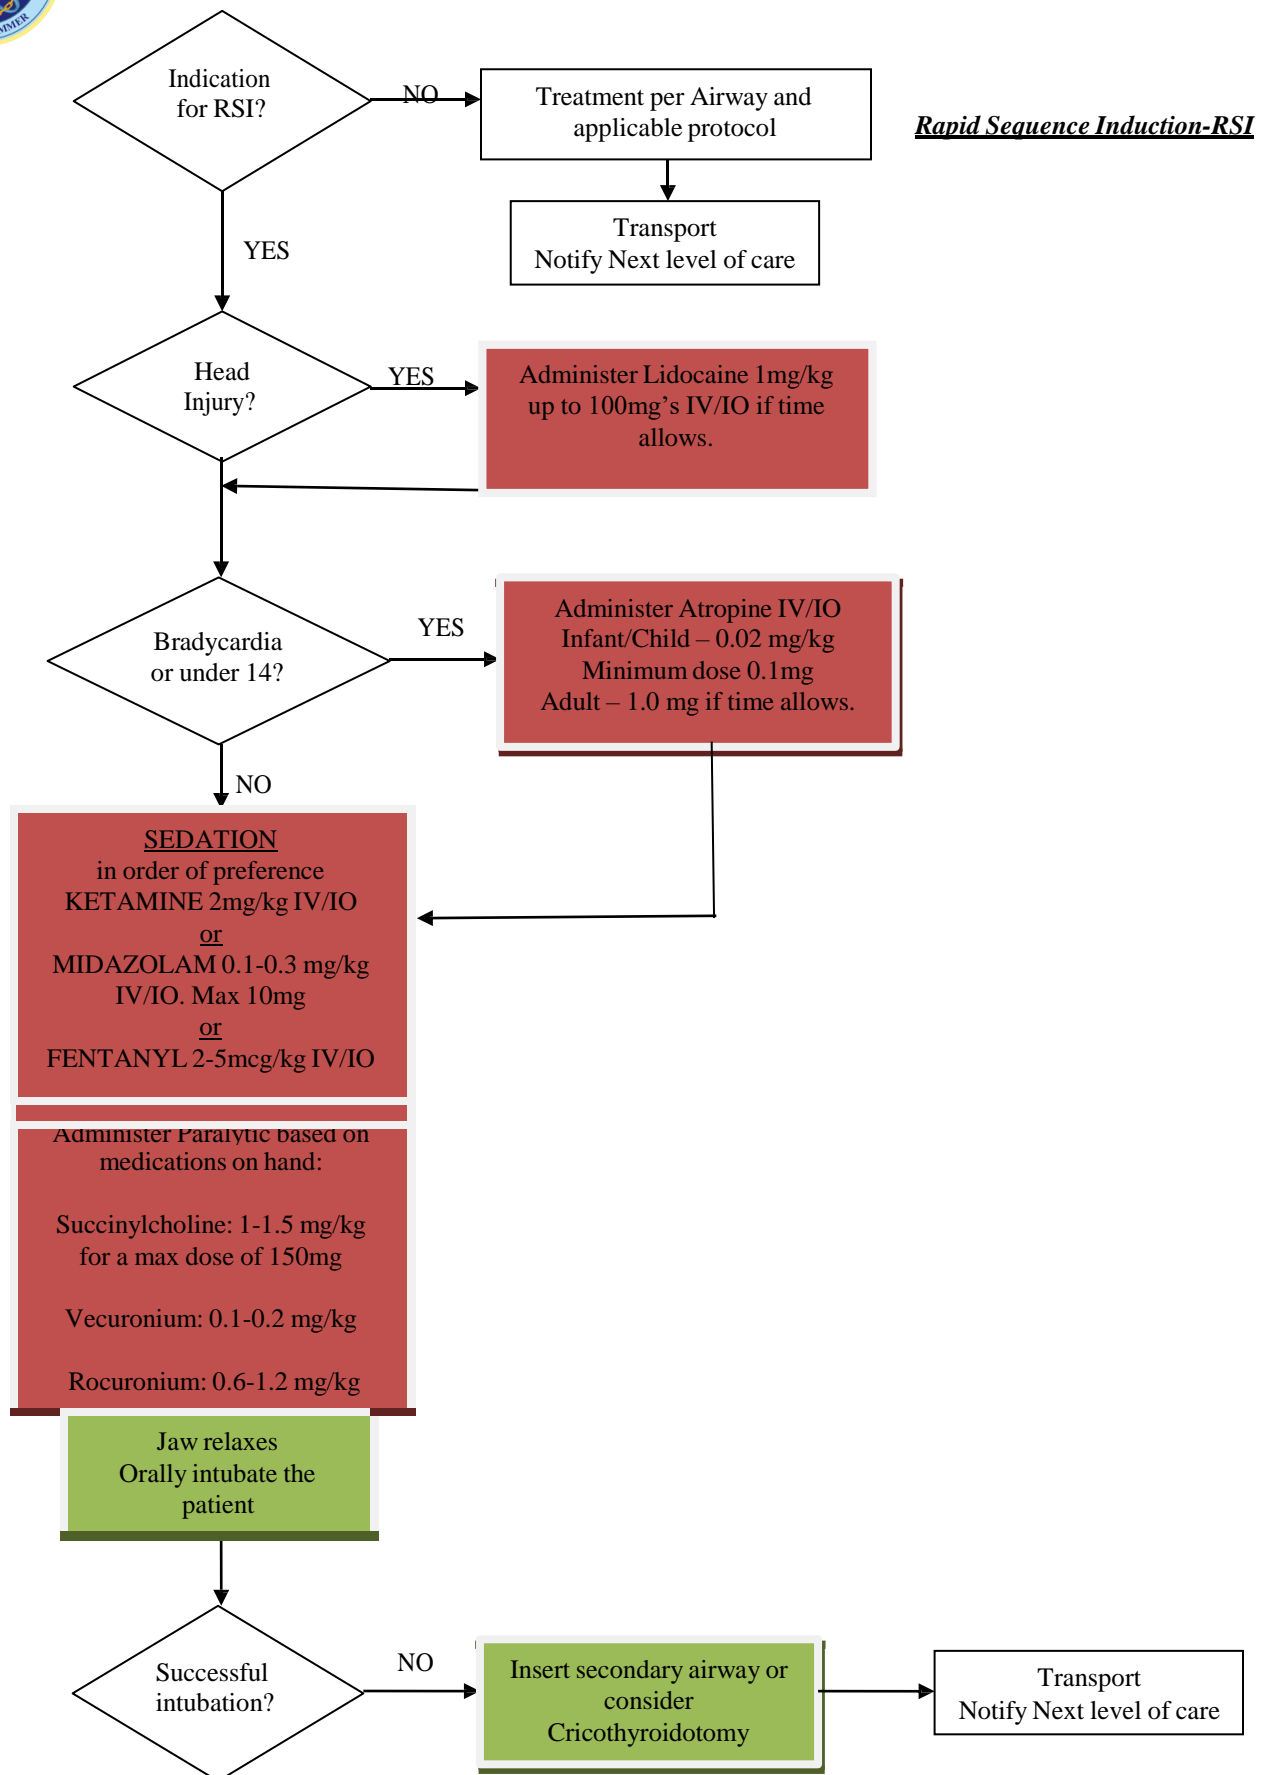 MMER
Indication
for RSI?
NO
Treatment per Airway and
applicable protocol
Rapid Sequence Induction-RSI
Transport
Notify Next level of care
YES
Head
Injury?
YES
Administer Lidocaine 1mg/kg
up to 100mg’s IV/IO if time
allows.
Bradycardia
or under 14?
YES
Administer Atropine IV/IO
Infant/Child – 0.02 mg/kg
Minimum dose 0.1mg
Adult – 1.0 mg if time allows.
NO
SEDATION
in order of preference
KETAMINE 2mg/kg IV/IO
or
MIDAZOLAM 0.1-0.3 mg/kg
IV/IO. Max 10mg
or
FENTANYL 2-5mcg/kg IV/IO
Administer Paralytic based on
medications on hand:
Succinylcholine: 1-1.5 mg/kg
for a max dose of 150mg
Vecuronium: 0.1-0.2 mg/kg
Rocuronium: 0.6-1.2 mg/kg
Jaw relaxes
Orally intubate the
patient
Successful
intubation?
NO
Insert secondary airway or
consider
Cricothyroidotomy
Transport
Notify Next level of care